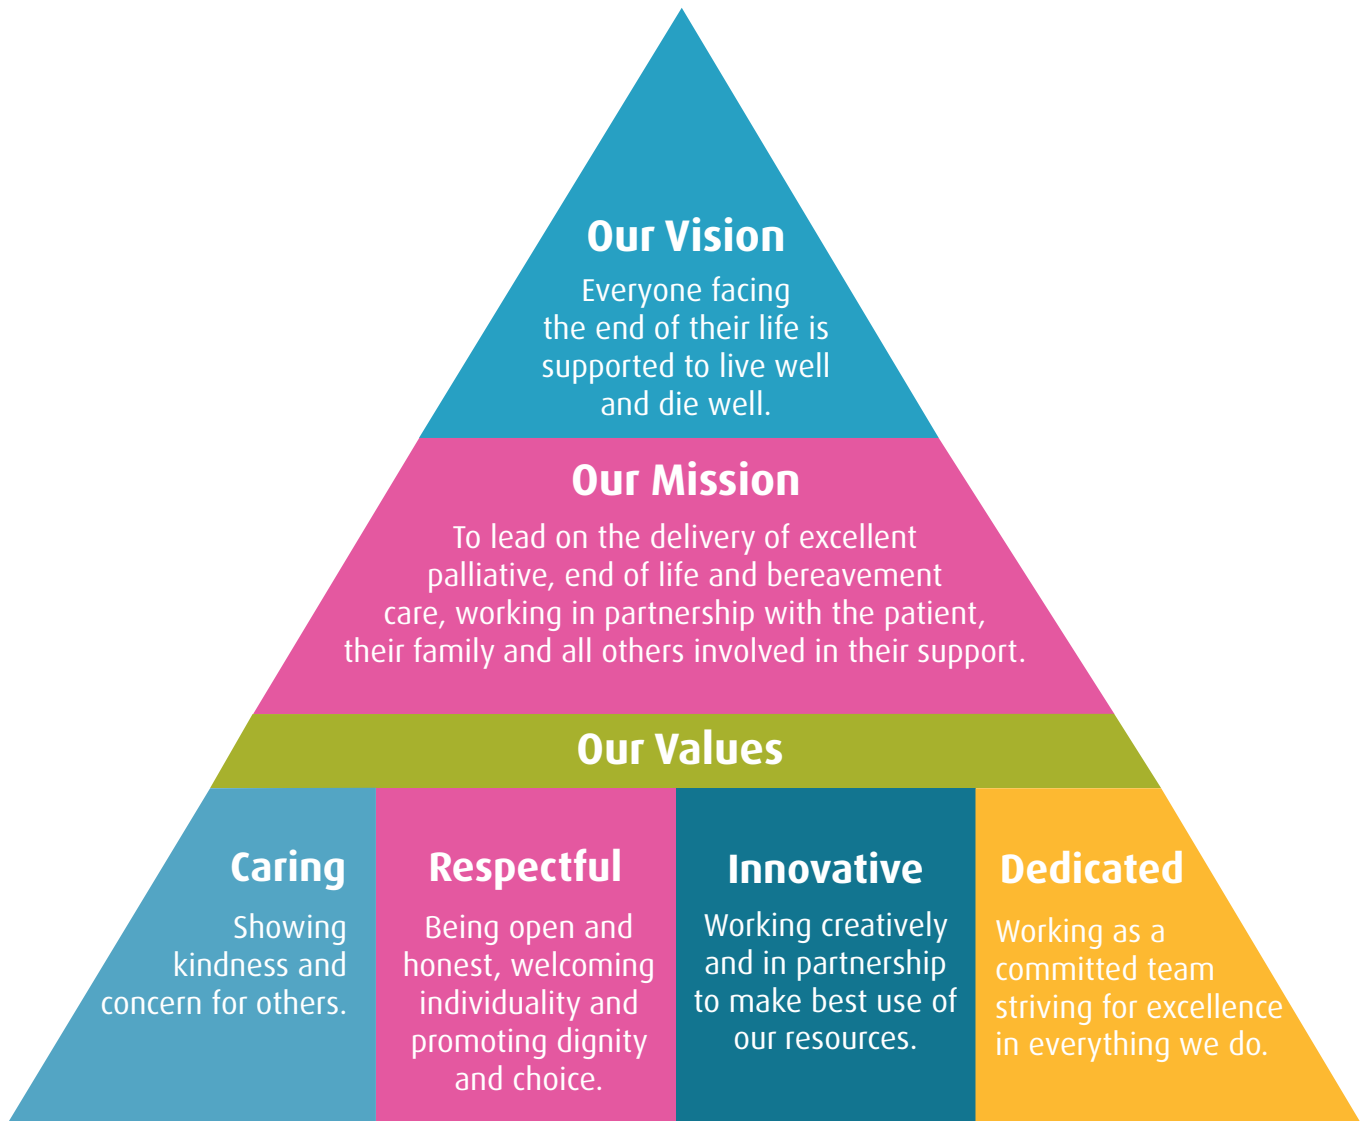 Our Vision
Everyone facing
the end of their life is
supported to live well
and die well.
Our Mission
To lead on the delivery of excellent
palliative, end of life and bereavement
care, working in partnership with the patient,
their family and all others involved in their support.
Our Values
Caring
Showing
kindness and
concern for others.
Respectful
Being open and
honest, welcoming
individuality and
promoting dignity
and choice.
Innovative
Working creatively
and in partnership
to make best use of
our resources.
Dedicated
Working as a
committed team
striving for excellence
in everything we do.